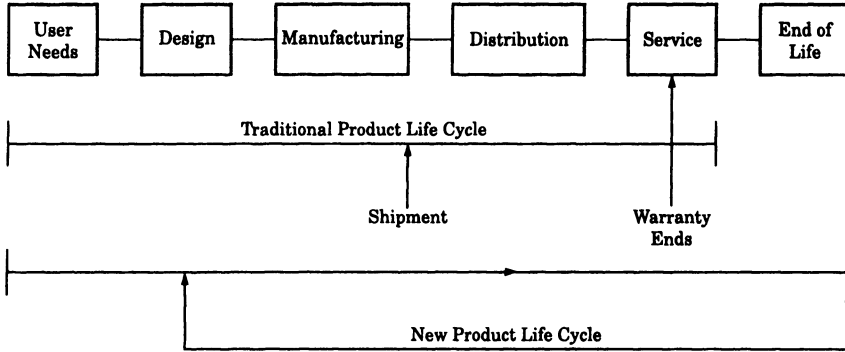 User
Needs
Design
Manufacturing
Distribution
Service
End of
Life
Traditional Product Life Cycle
Shipment
Warranty
Ends
New Product Life Cycle